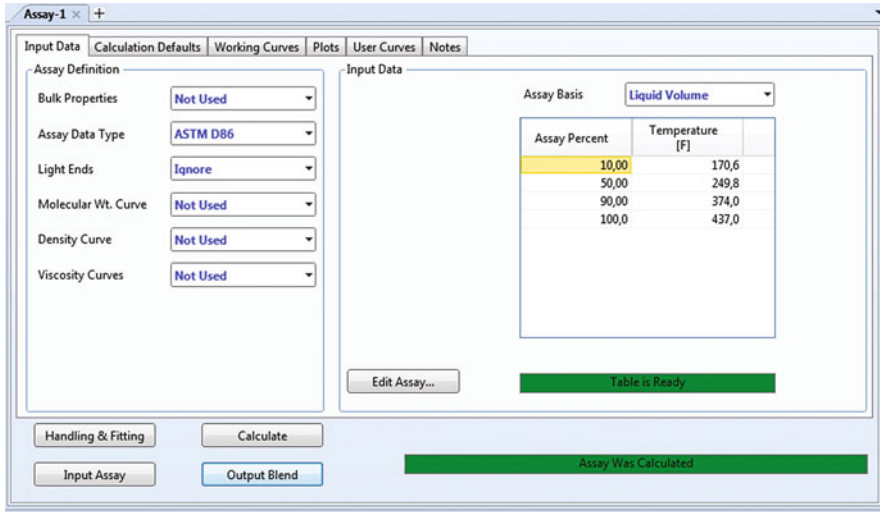 Assay-1 × +
Input Data Calculation Defaults Working Curves Plots User Curves Notes
Assay Definition
Bulk Properties Not Used
Assay Data Type ASTM D86
Light Ends Ignore
Molecular Wt. Curve Not Used
Density Curve Not Used
Viscosity Curves Not Used
Input Data
Assay Basis Liquid Volume
Assay Percent Temperature
[F]
10,00 170,6
50,00 249,8
90,00 374,0
100,0 437,0
Edit Assay... Table is Ready
Handling & Fitting Calculate
Input Assay Output Blend
Assay Was Calculated